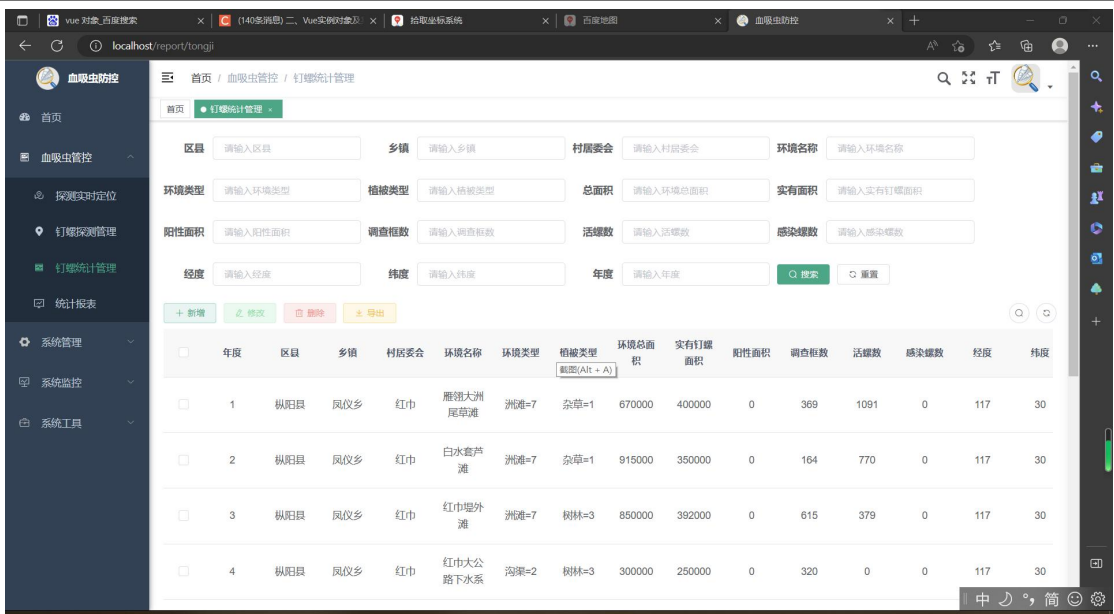 vue 对象_百度搜索
(140条消息) 二、Vue实例对象及
拾取坐标系统
百度地图
血吸虫防控
localhost/report/tongji
血吸虫防控
首页 / 血吸虫管控 / 钉螺统计管理
首页
钉螺统计管理 ×
首页
血吸虫管控
探测实时定位
钉螺探测管理
钉螺统计管理
统计报表
系统管理
系统监控
系统工具
区县 请输入区县 乡镇 请输入乡镇 村居委会 请输入村居委会 环境名称 请输入环境名称
环境类型 请输入环境类型 植被类型 请输入植被类型 总面积 请输入环境总面积 实有面积 请输入实有钉螺面积
阳性面积 请输入阳性面积 调查框数 请输入调查框数 活螺数 请输入活螺数 感染螺数 请输入感染螺数
经度 请输入经度 纬度 请输入纬度 年度 请输入年度 搜索 重置
+ 新增 修改 删除 导出
年度 区县 乡镇 村居委会 环境名称 环境类型 植被类型 环境总面积 实有钉螺面积 阳性面积 调查框数 活螺数 感染螺数 经度 纬度
截图(Alt + A)
1 枞阳县 凤仪乡 红巾 雁翎大洲尾草滩 洲滩=7 杂草=1 670000 400000 0 369 1091 0 117 30
2 枞阳县 凤仪乡 红巾 白水套芦滩 洲滩=7 杂草=1 915000 350000 0 164 770 0 117 30
3 枞阳县 凤仪乡 红巾 红巾堤外滩 洲滩=7 树林=3 850000 392000 0 615 379 0 117 30
4 枞阳县 凤仪乡 红巾 红巾大公路下水系 沟渠=2 树林=3 300000 250000 0 320 0 0 117 30
中 简